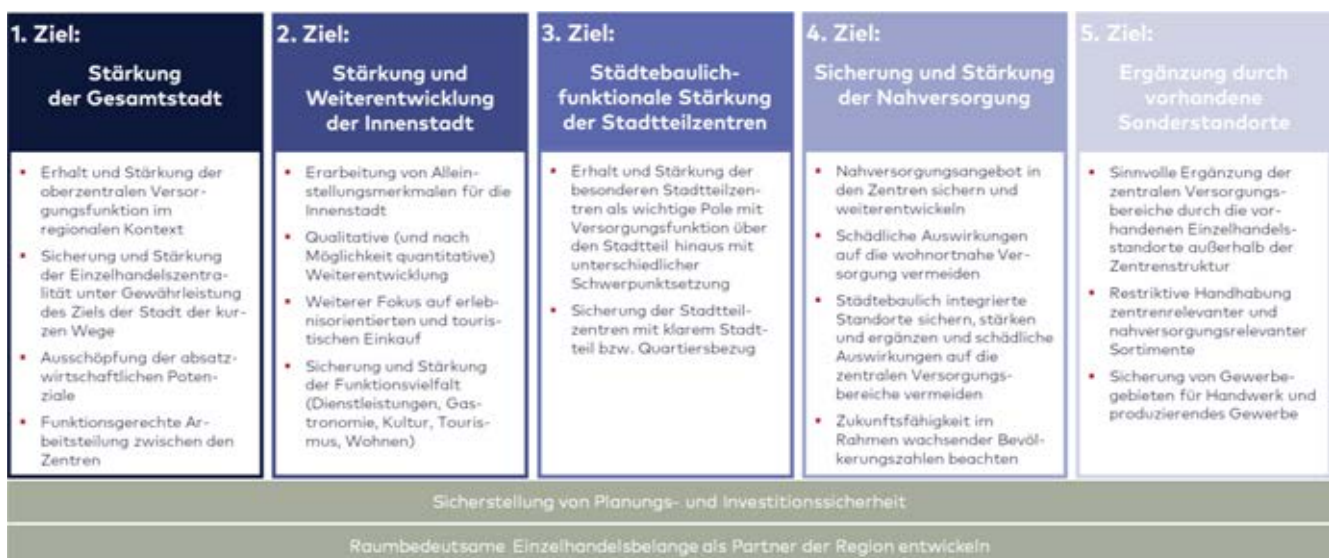 1. Ziel:
Stärkung
der Gesamtstadt
Erhalt und Stärkung der
oberzentralen Versor-
gungsfunktion im
regionalen Kontext
Sicherung und Stärkung
der Einzelhandelszentra-
lität unter Gewährleistung
des Ziels der Stadt der kur-
zen Wege
Ausschöpfung der absatz-
wirtschaftlichen Poten-
ziale
Funktionsgerechte Ar-
beitsteilung zwischen den
Zentren
2. Ziel:
Stärkung und
Weiterentwicklung
der Innenstadt
Erarbeitung von Allein-
stellungsmerkmalen für die
Innenstadt
Qualitative (und nach
Möglichkeit quantitative)
Weiterentwicklung
Weiterer Fokus auf erleb-
nisorientierten und touris-
tischen Einkauf
Sicherung und Stärkung
der Funktionsvielfalt
(Dienstleistungen, Gas-
tronomie, Kultur, Touris-
mus, Wohnen)
3. Ziel:
Städtebaulich-
funktionale Stärkung
der Stadtteilzentren
Erhalt und Stärkung der
besonderen Stadtteilzen-
tren als wichtige Pole mit
Versorgungsfunktion über
den Stadtteil hinaus mit
unterschiedlicher
Schwerpunktsetzung
Sicherung der Stadtteil-
zentren mit klarem Stadt-
teil bzw. Quartiersbezug
4. Ziel:
Sicherung und Stärkung
der Nahversorgung
Nahversorgungsangebot in
den Zentren sichern und
weiterentwickeln
Schädliche Auswirkungen
auf die wohnortnahe Ver-
sorgung vermeiden
Städtebaulich integrierte
Standorte sichern, stärken
und ergänzen und schädliche
Auswirkungen auf die
zentralen Versorgungs-
bereiche vermeiden
Zukunftsfähigkeit im
Rahmen wachsender Bevöl-
kerungszahlen beachten
5. Ziel:
Ergänzung durch
vorhandene
Sonderstandorte
Sinnvolle Ergänzung der
zentralen Versorgungs-
bereiche durch die vor-
handenen Einzelhandels-
standorte außerhalb der
Zentrenstruktur
Restriktive Handhabung
zentrenrelevanter und
nahversorgungsrelevanter
Sortimente
Sicherung von Gewerbe-
gebieten für Handwerk und
produzierendes Gewerbe
Sicherstellung von Planungs- und Investitionssicherheit
Raumbedeutsame Einzelhandelsbelange als Partner der Region entwickeln